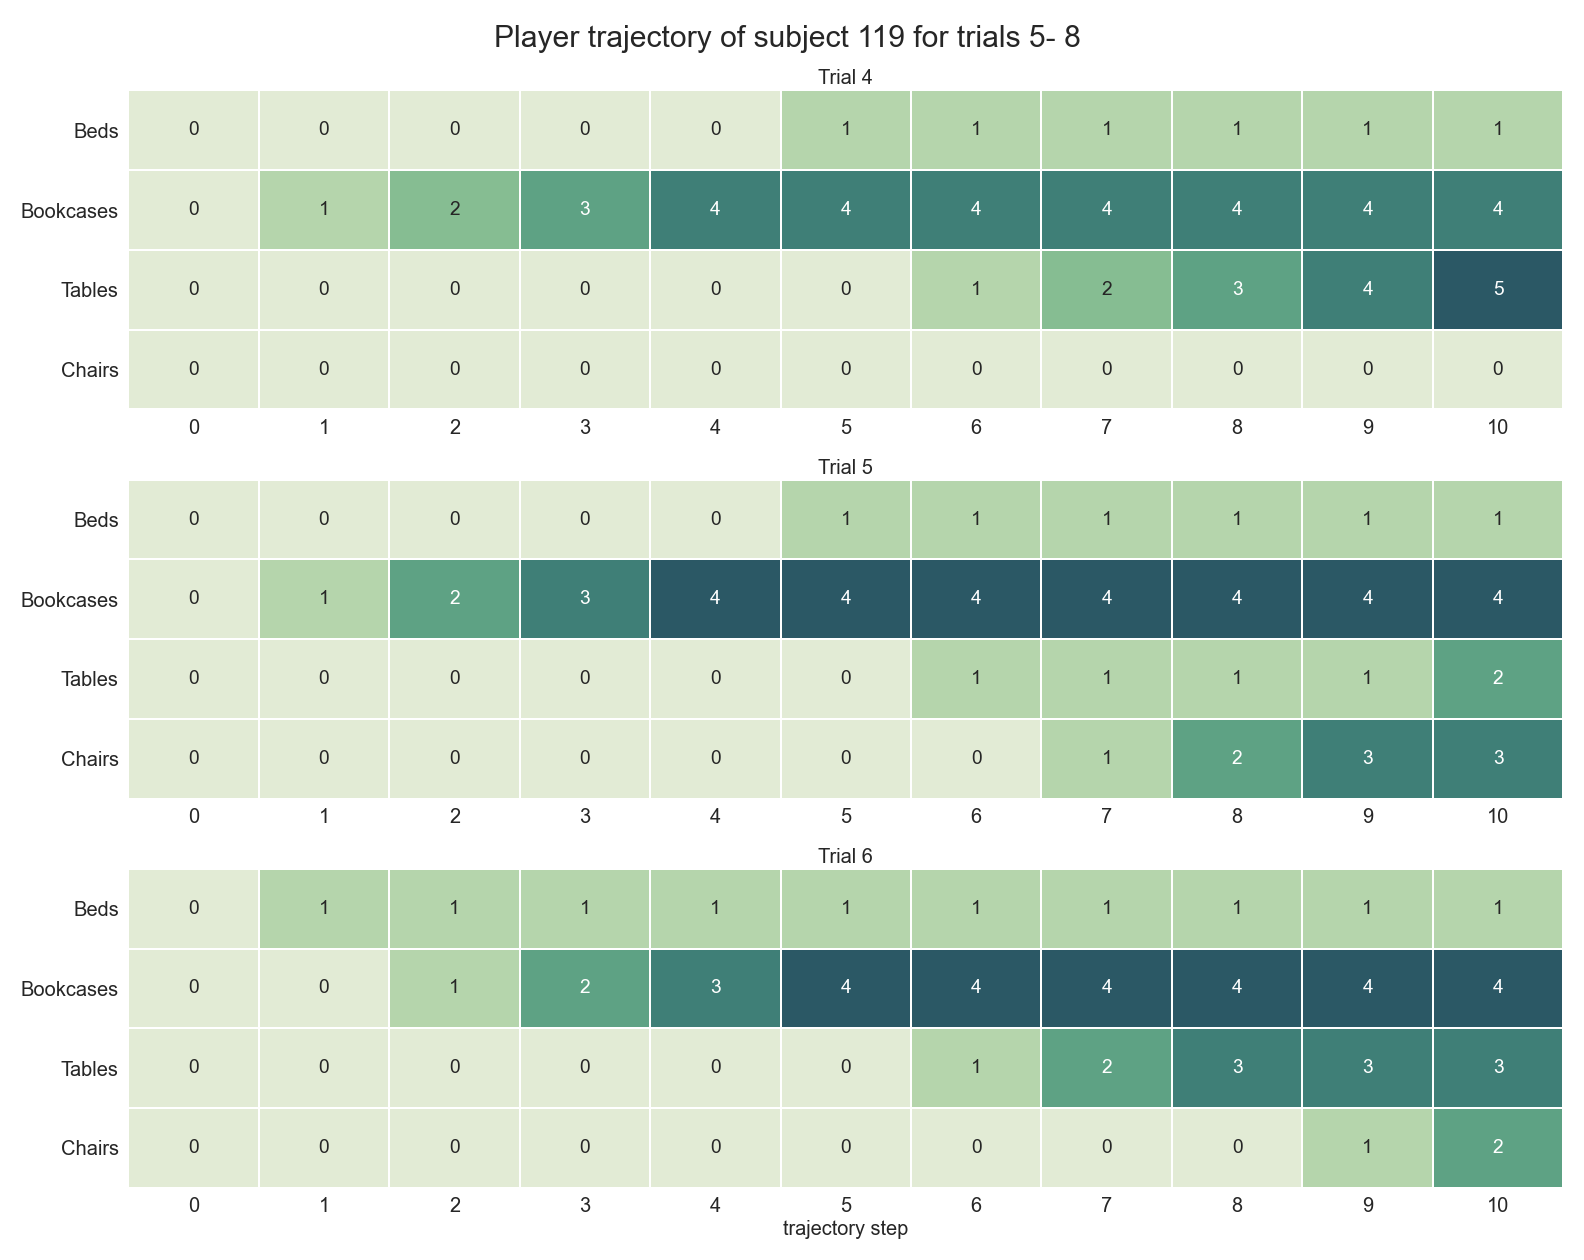 Player trajectory of subject 119 for trials 5- 8
Trial 4
Beds 0 0 0 0 0 1 1 1 1 1 1
Bookcases 0 1 2 3 4 4 4 4 4 4 4
Tables 0 0 0 0 0 0 1 2 3 4 5
Chairs 0 0 0 0 0 0 0 0 0 0 0
0 1 2 3 4 5 6 7 8 9 10
Trial 5
Beds 0 0 0 0 0 1 1 1 1 1 1
Bookcases 0 1 2 3 4 4 4 4 4 4 4
Tables 0 0 0 0 0 0 1 1 1 1 2
Chairs 0 0 0 0 0 0 0 1 2 3 3
0 1 2 3 4 5 6 7 8 9 10
Trial 6
Beds 0 1 1 1 1 1 1 1 1 1 1
Bookcases 0 0 1 2 3 4 4 4 4 4 4
Tables 0 0 0 0 0 0 1 2 3 3 3
Chairs 0 0 0 0 0 0 0 0 0 1 2
0 1 2 3 4 5 6 7 8 9 10
trajectory step